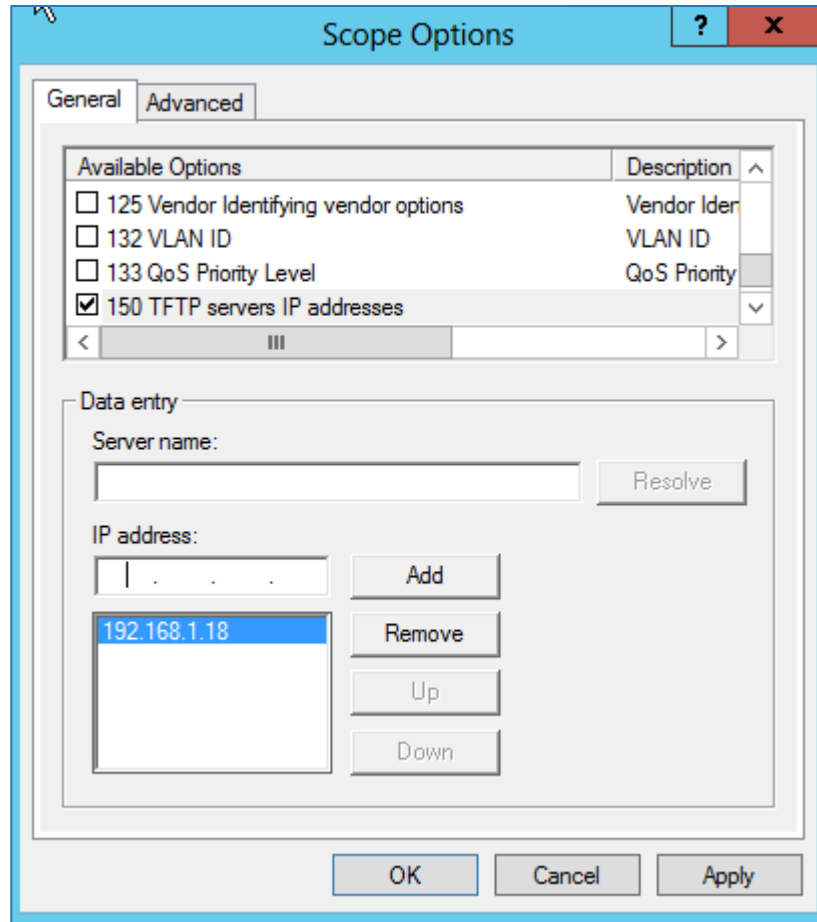 Scope Options
? x
General Advanced
Available Options Description
125 Vendor Identifying vendor options Vendor Iden
132 VLAN ID VLAN ID
133 QoS Priority Level QoS Priority
150 TFTP servers IP addresses
Data entry
Server name:
Resolve
IP address:
. . . Add
192.168.1.18 Remove
Up
Down
OK Cancel Apply